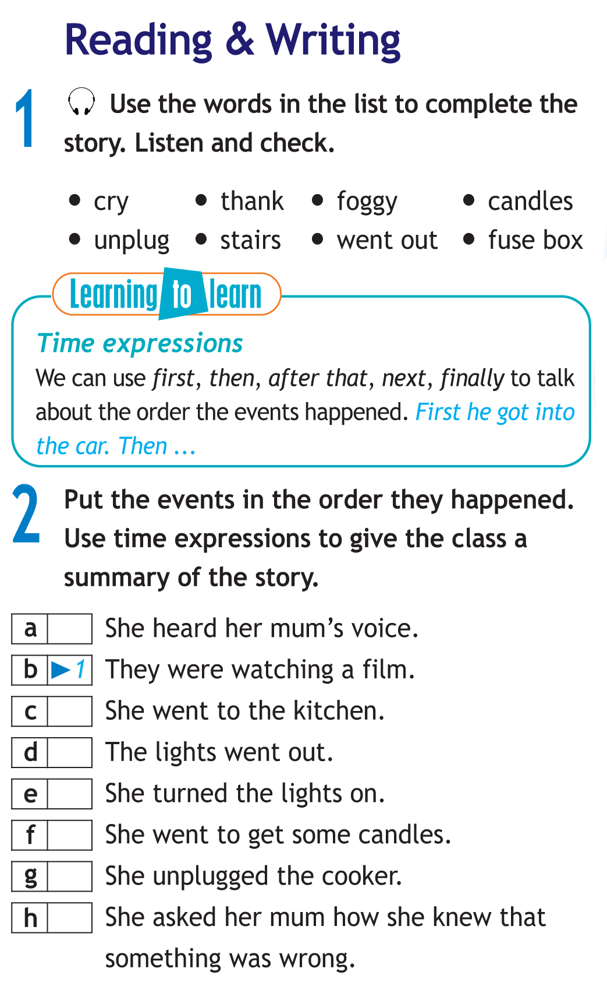 Reading & Writing
1 Use the words in the list to complete the
story. Listen and check.
• cry • thank • foggy • candles
• unplug • stairs • went out • fuse box
Learning to learn
Time expressions
We can use first, then, after that, next, finally to talk
about the order the events happened. First he got into
the car. Then ...
2 Put the events in the order they happened.
Use time expressions to give the class a
summary of the story.
a She heard her mum's voice.
b ▶ 1 They were watching a film.
c She went to the kitchen.
d The lights went out.
e She turned the lights on.
f She went to get some candles.
g She unplugged the cooker.
h She asked her mum how she knew that
something was wrong.